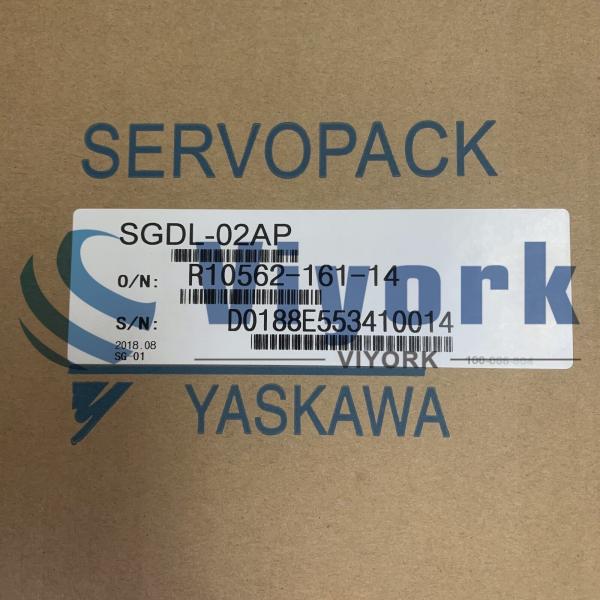 SERVOPACK
SGDL-02AP
O/N: R10562-161-14
Viyork
S/N: D0188E553410014
2018.08
SG-01
VIYORK
YASKAWA